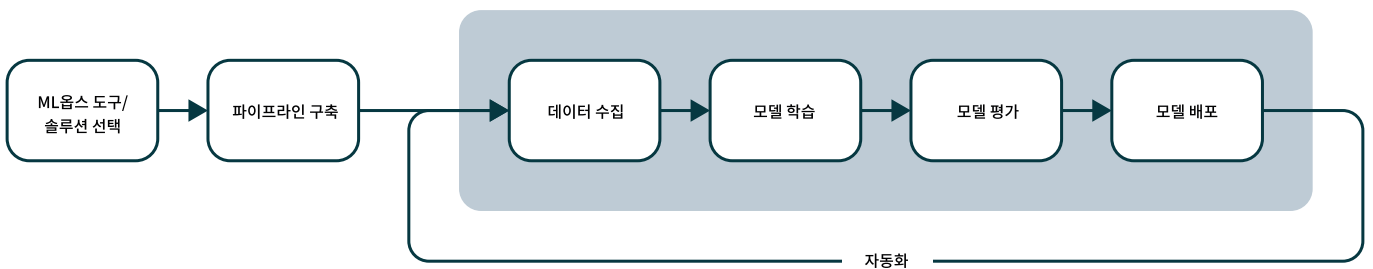 ML옵스 도구/
솔루션 선택
파이프라인 구축
데이터 수집
모델 학습
모델 평가
모델 배포
자동화